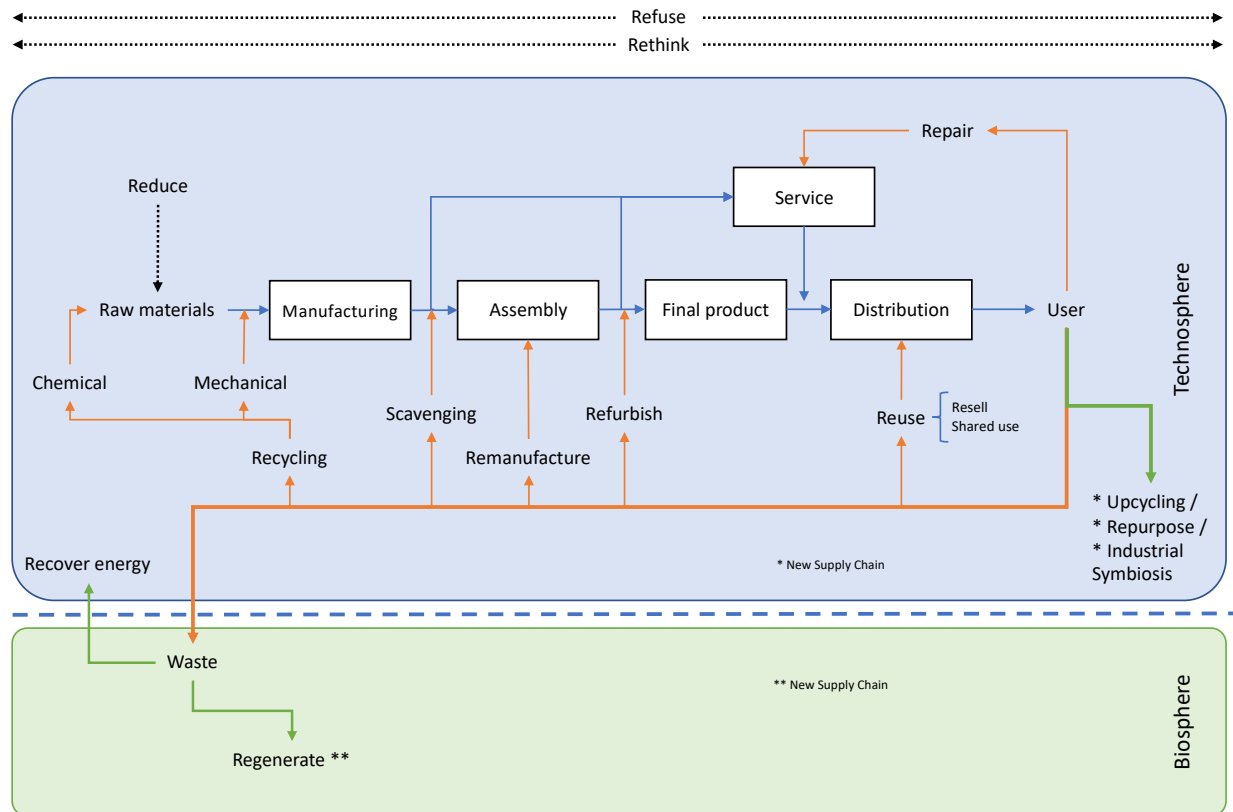 Refuse
Rethink
Repair
Reduce
Service
Raw materials
Manufacturing
Assembly
Final product
Distribution
User
Technosphere
Chemical
Mechanical
Scavenging
Refurbish
Reuse
Resell
Shared use
Recycling
Remanufacture
* Upcycling /
* Repurpose /
* Industrial
Symbiosis
Recover energy
* New Supply Chain
Waste
** New Supply Chain
Biosphere
Regenerate **